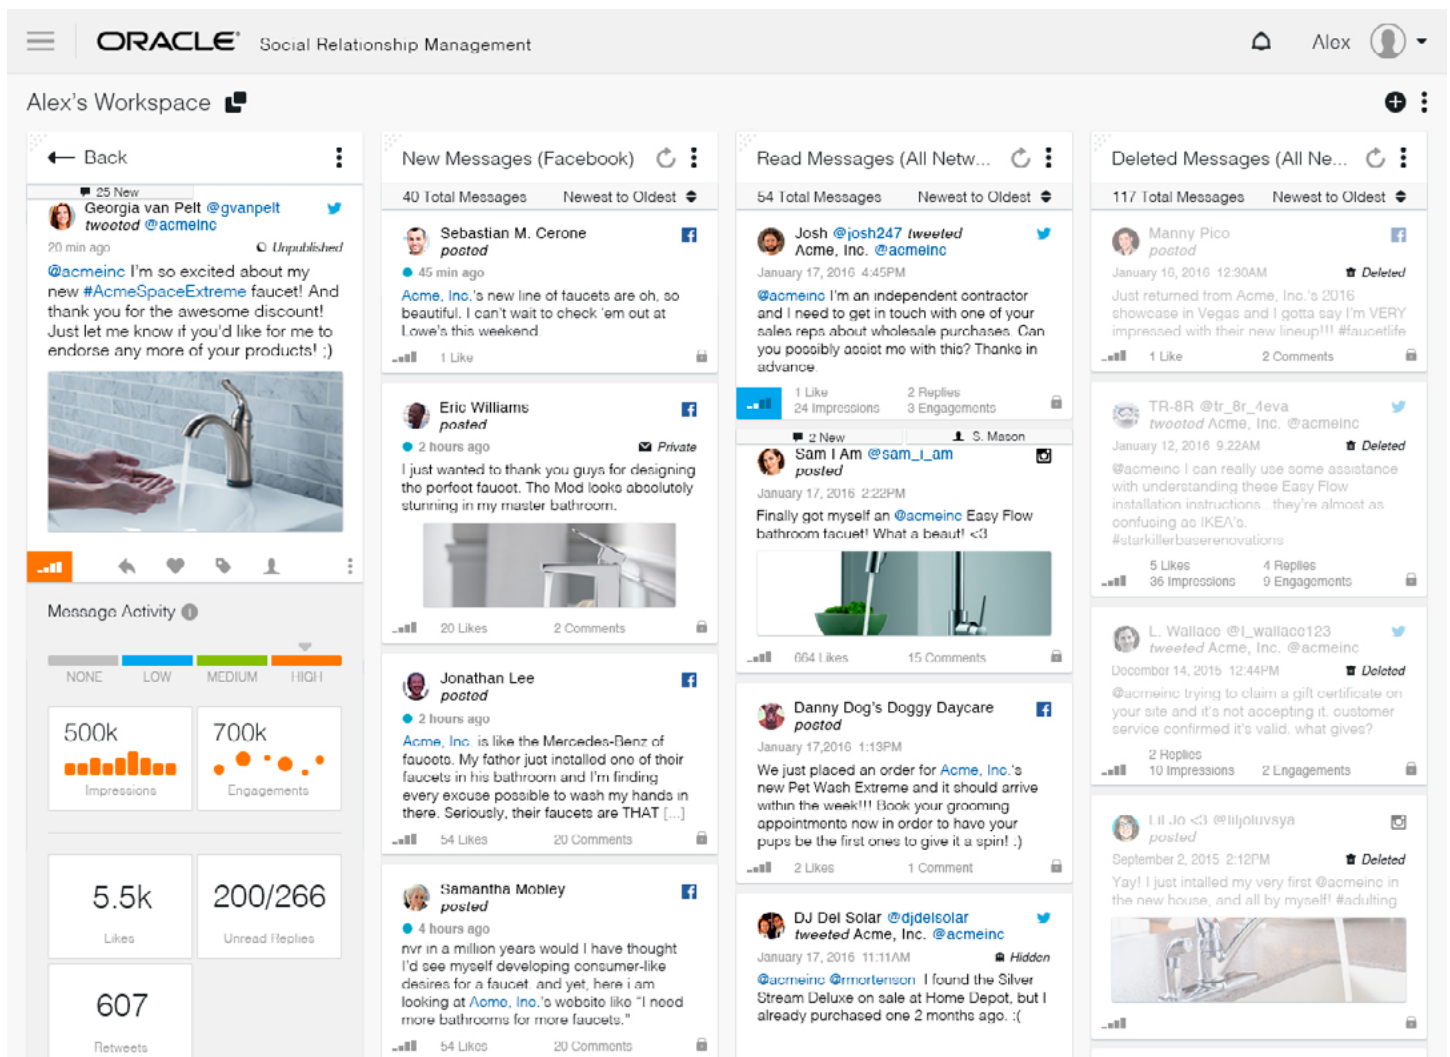 ORACLE Social Relationship Management
Alex
Alex's Workspace
Back
25 New
Georgia van Pelt @gvanpelt
tweeted @acmeinc
20 min ago
Unpublished
@acmeinc I'm so excited about my
new #AcmeSpaceExtreme faucet! And
thank you for the awesome discount!
Just let me know if you'd like for me to
endorse any more of your products! ;)
Message Activity
NONE LOW MEDIUM HIGH
500k
Impressions
700k
Engagements
5.5k
Likes
200/266
Unread Replies
607
Retweets
New Messages (Facebook)
40 Total Messages
Newest to Oldest
Sebastian M. Cerone
posted
45 min ago
Acme, Inc.'s new line of faucets are oh, so
beautiful. I can't wait to check 'em out at
Lowe's this weekend.
1 Like
Eric Williams
posted
2 hours ago
Private
I just wanted to thank you guys for designing
the perfect faucet. The Mod looks absolutely
stunning in my master bathroom.
20 Likes
2 Comments
Jonathan Lee
posted
2 hours ago
Acme, Inc. is like the Mercedes-Benz of
faucets. My father just installed one of their
faucets in his bathroom and I'm finding
every excuse possible to wash my hands in
there. Seriously, their faucets are THAT [...]
54 Likes
20 Comments
Samantha Mobley
posted
4 hours ago
nvr in a million years would I have thought
I'd see myself developing consumer-like
desires for a faucet. and yet, here i am
looking at Acme, Inc.'s website like "I need
more bathrooms for more faucets."
54 Likes
20 Comments
Read Messages (All Netw...
54 Total Messages
Newest to Oldest
Josh @josh247 tweeted
Acme, Inc. @acmeinc
January 17, 2016 4:45PM
@acmeinc I'm an independent contractor
and I need to get in touch with one of your
sales reps about wholesale purchases. Can
you possibly assist me with this? Thanks in
advance.
1 Like
2 Replies
24 Impressions
3 Engagements
2 New
S. Mason
Sam I Am @sam_i_am
posted
January 17, 2016 2:22PM
Finally got myself an @acmeinc Easy Flow
bathroom facuet! What a beaut! <3
664 Likes
15 Comments
Danny Dog's Doggy Daycare
posted
January 17,2016 1:13PM
We just placed an order for Acme, Inc.'s
new Pet Wash Extreme and it should arrive
within the week!!! Book your grooming
appointments now in order to have your
pups be the first ones to give it a spin! :)
2 Likes
1 Comment
DJ Del Solar @djdelsolar
tweeted Acme, Inc. @acmeinc
January 17, 2016 11:11AM
Hidden
@acmeinc @rmortenson I found the Silver
Stream Deluxe on sale at Home Depot, but I
already purchased one 2 months ago. :(
Deleted Messages (All Ne...
117 Total Messages
Newest to Oldest
Manny Pico
posted
January 16, 2016 12:30AM
Deleted
Just returned from Acme, Inc.'s 2016
showcase in Vegas and I gotta say I'm VERY
impressed with their new lineup!!! #faucetlife
1 Like
2 Comments
TR-8R @tr_8r_4eva
tweeted Acme, Inc. @acmeinc
January 12, 2016 9:22AM
Deleted
@acmeinc I can really use some assistance
with understanding these Easy Flow
installation instructions...they're almost as
confusing as IKEA's.
#starkillerbaserenovations
5 Likes
4 Replies
36 Impressions
9 Engagements
L. Wallace @l_wallace123
tweeted Acme, Inc. @acmeinc
December 14, 2015 12:44PM
Deleted
@acmeinc trying to claim a gift certificate on
your site and it's not accepting it. customer
service confirmed it's valid. what gives?
2 Replies
10 Impressions
2 Engagements
Lil Jo <3 @liljoluvsya
posted
September 2, 2015 2:12PM
Deleted
Yay! I just intalled my very first @acmeinc in
the new house, and all by myself! #adulting